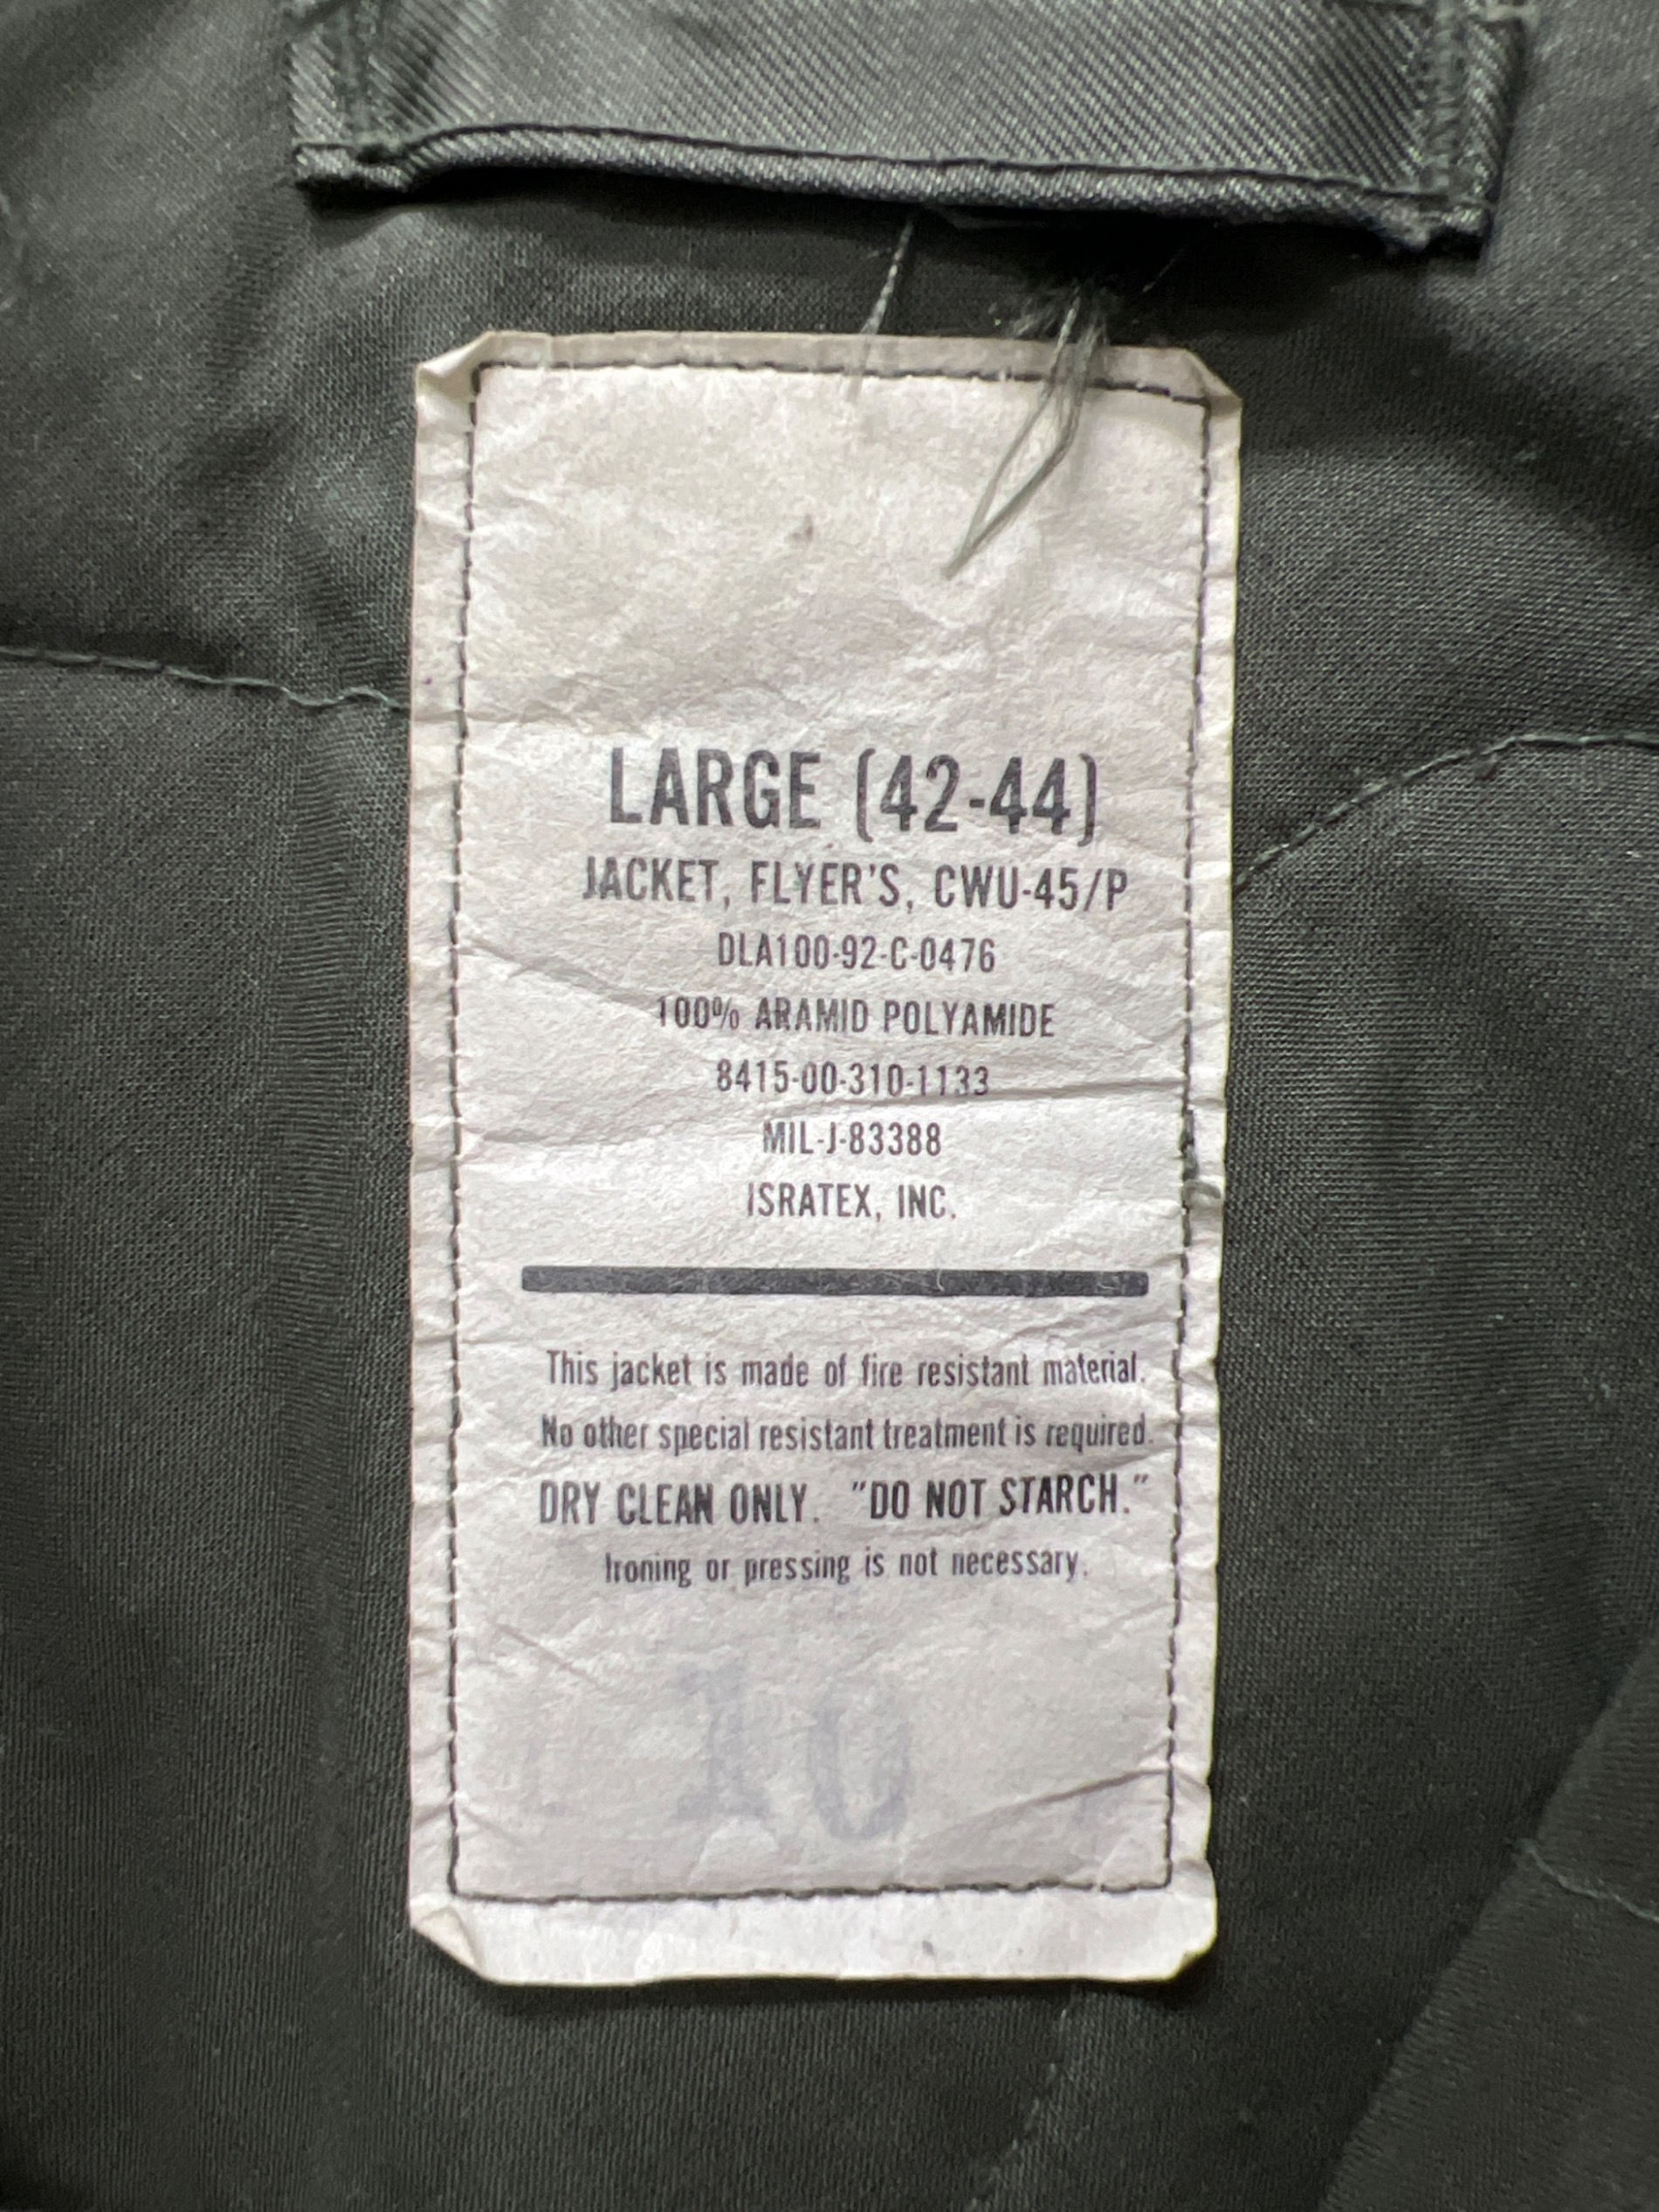 LARGE (42-44)
JACKET, FLYER'S, CWU-45/P
DLA100-92-C-0476
100% ARAMID POLYAMIDE
8415-00-310-1133
MIL-J-83388
ISRATEX, INC.
This jacket is made of fire resistant material.
No other special resistant treatment is required.
DRY CLEAN ONLY. "DO NOT STARCH."
Ironing or pressing is not necessary.
10